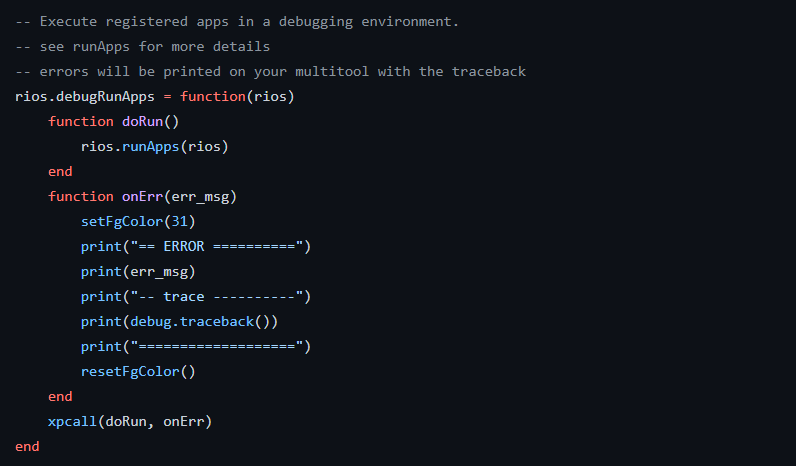 -- Execute registered apps in a debugging environment.
-- see runApps for more details
-- errors will be printed on your multitool with the traceback
rios.debugRunApps = function(rios)
    function doRun()
        rios.runApps(rios)
    end
    function onErr(err_msg)
        setFgColor(31)
        print("== ERROR ==========")
        print(err_msg)
        print("-- trace ----------")
        print(debug.traceback())
        print("===================")
        resetFgColor()
    end
    xpcall(doRun, onErr)
end